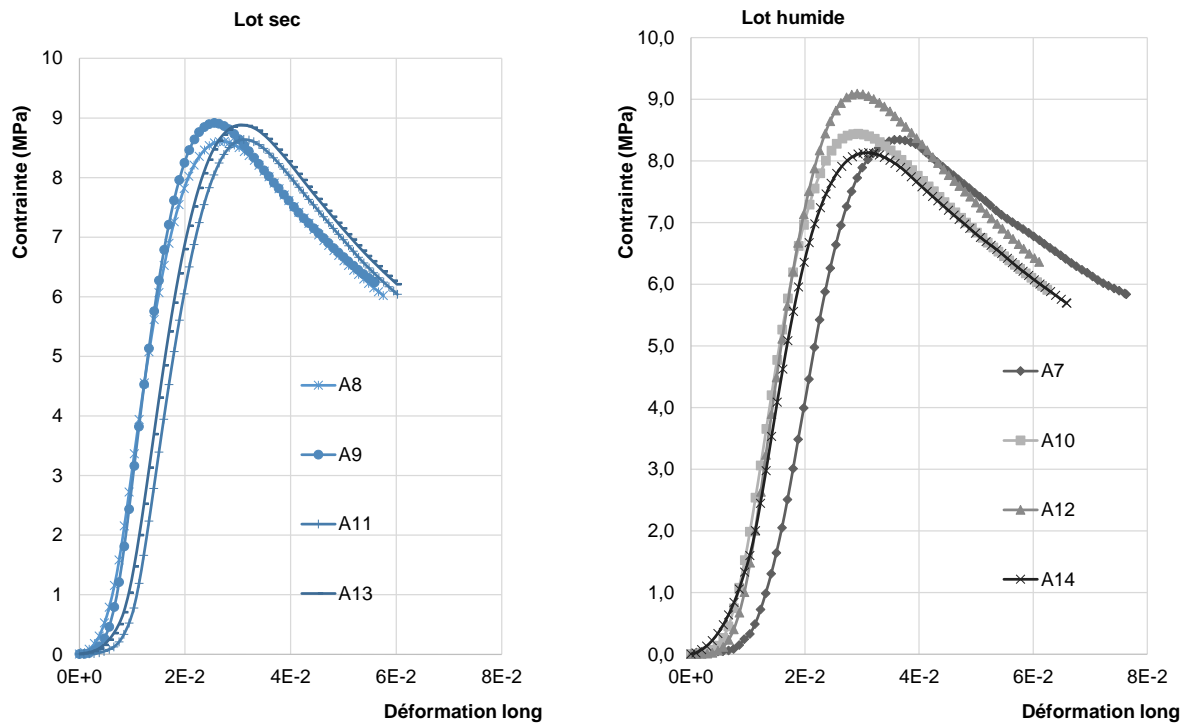 Lot sec
Contrainte (MPa)
10
9
8
7
6
5
4
3
2
1
0
0E+0 2E-2 4E-2 6E-2 8E-2
Déformation long
A8
A9
A11
A13
Lot humide
Contrainte (MPa)
10,0
9,0
8,0
7,0
6,0
5,0
4,0
3,0
2,0
1,0
0,0
0E+0 2E-2 4E-2 6E-2 8E-2
Déformation long
A7
A10
A12
A14